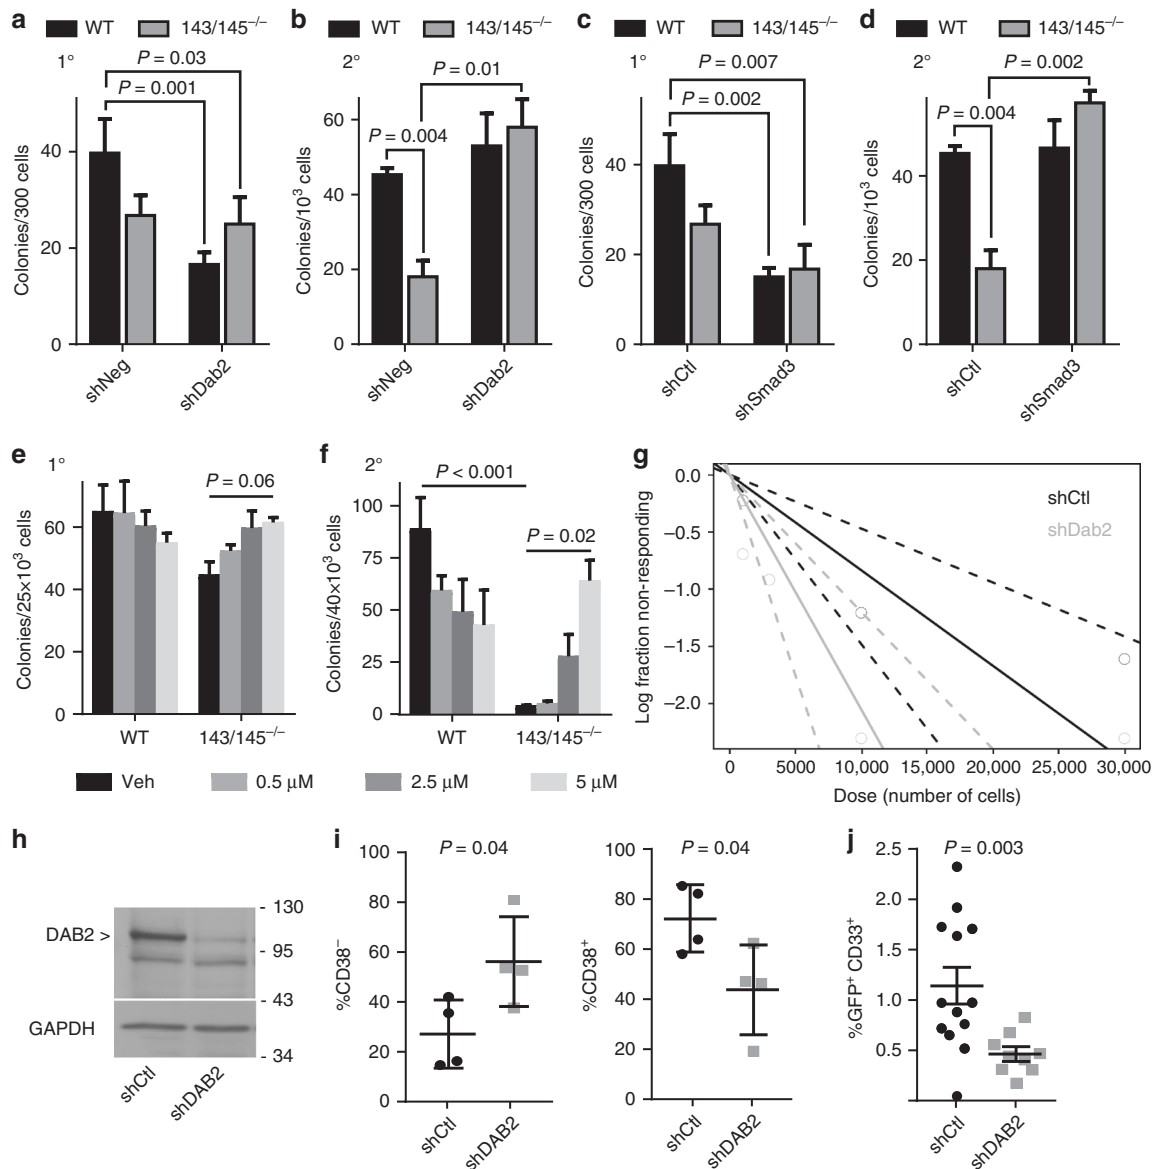 a WT 143/145–/–
1°
P = 0.03
P = 0.001
Colonies/300 cells
40
20
0
shNeg
shDab2
b WT 143/145–/–
2°
P = 0.01
P = 0.004
Colonies/10³ cells
60
40
20
0
shNeg
shDab2
c WT 143/145–/–
1°
P = 0.007
P = 0.002
Colonies/300 cells
40
20
0
shCtl
shSmad3
d WT 143/145–/–
2°
P = 0.002
P = 0.004
Colonies/10³ cells
40
20
0
shCtl
shSmad3
e
1°
P = 0.06
Colonies/25×10³ cells
60
40
20
0
WT
143/145–/–
f
2°
P < 0.001
P = 0.02
Colonies/40×10³ cells
100
75
50
25
0
WT
143/145–/–
Veh
0.5 μM
2.5 μM
5 μM
g
shCtl
shDab2
Log fraction non-responding
0.0
–0.5
–1.0
–1.5
–2.0
0 5000 10,000 15,000 20,000 25,000 30,000
Dose (number of cells)
h
DAB2 >
GAPDH
- 130
- 95
- 43
- 34
shCtl
shDAB2
i
P = 0.04
%CD38–
100
80
60
40
20
0
shCtl
shDAB2
P = 0.04
%CD38+
100
80
60
40
20
0
shCtl
shDAB2
j
P = 0.003
%GFP+ CD33+
2.5
2.0
1.5
1.0
0.5
shCtl
shDAB2